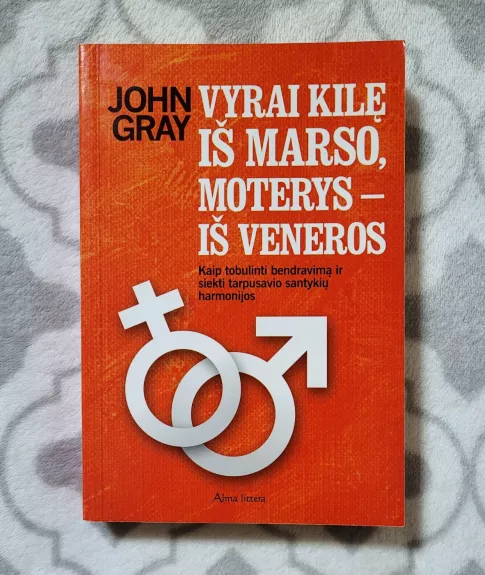 JOHN
GRAY
VYRAI KILĘ
IŠ MARSO,
MOTERYS –
IŠ VENEROS
Kaip tobulinti bendravimą ir
siekti tarpusavio santykių
harmonijos
Alma littera